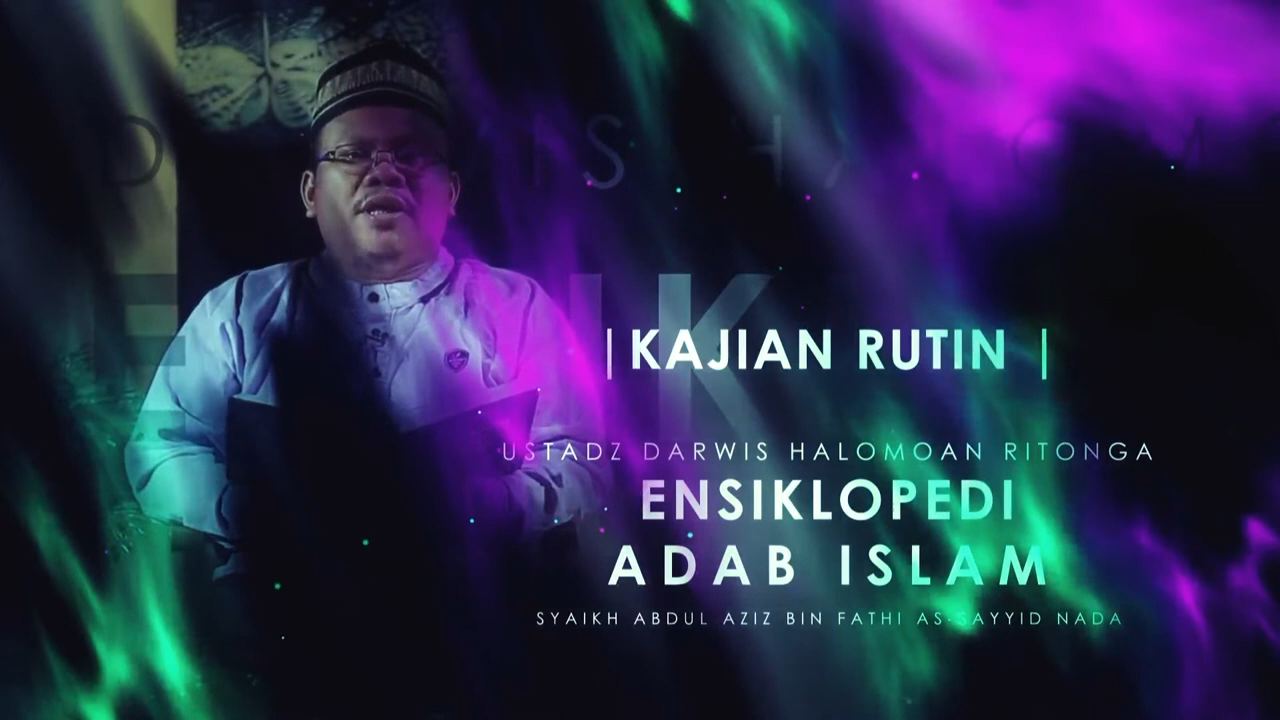 | KAJIAN RUTIN |
USTADZ DARWIS HALOMOAN RITONGA
ENSIKLOPEDI
ADAB ISLAM
SYAIKH ABDUL AZIZ BIN FATHI AS-SAYYID NADA